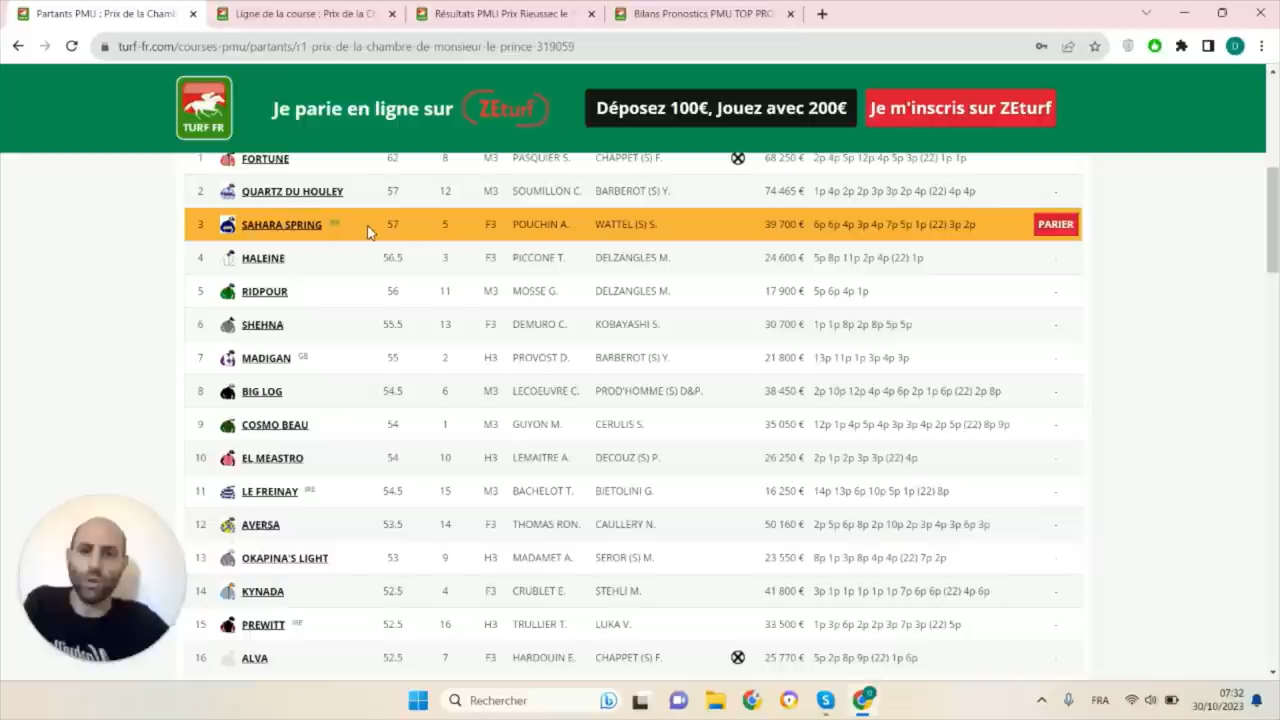 Partants PMU : Prix de la Chamb
Ligne de la course : Prix de la C
Résultats PMU Prix Rieussec le
Bilans Pronostics PMU TOP PRO
turf-fr.com/courses-pmu/partants/r1-prix-de-la-chambre-de-monsieur-le-prince-319059
D
TURF FR
Je parie en ligne sur ZEturf
Déposez 100€, Jouez avec 200€
Je m'inscris sur ZEturf
1 FORTUNE 62 8 M3 PASQUIER S. CHAPPET (S) F. 68 250 € 2p 4p 5p 12p 4p 5p 3p (22) 1p 1p
2 QUARTZ DU HOULEY 57 12 M3 SOUMILLON C. BARBEROT (S) Y. 74 465 € 1p 4p 2p 2p 3p 3p 2p 4p (22) 4p 4p -
3 SAHARA SPRING 57 5 F3 POUCHIN A. WATTEL (S) S. 39 700 € 6p 6p 4p 3p 4p 7p 5p 1p (22) 3p 2p PARIER
4 HALEINE 56.5 3 F3 PICCONE T. DELZANGLES M. 24 600 € 5p 8p 11p 2p 4p (22) 1p -
5 RIDPOUR 56 11 M3 MOSSE G. DELZANGLES M. 17 900 € 5p 6p 4p 1p -
6 SHEHNA 55.5 13 F3 DEMURO C. KOBAYASHI S. 30 700 € 1p 1p 8p 2p 8p 5p 5p -
7 MADIGAN GB 55 2 H3 PROVOST D. BARBEROT (S) Y. 21 800 € 13p 11p 1p 3p 4p 3p -
8 BIG LOG 54.5 6 M3 LECOEUVRE C. PROD'HOMME (S) D&P. 38 450 € 2p 10p 12p 4p 4p 6p 2p 1p 6p (22) 2p 8p -
9 COSMO BEAU 54 1 M3 GUYON M. CERULIS S. 35 050 € 12p 1p 4p 5p 4p 3p 3p 4p 2p 5p (22) 8p 9p -
10 EL MEASTRO 54 10 H3 LEMAITRE A. DECOUZ (S) P. 26 250 € 2p 1p 2p 3p 3p (22) 4p -
11 LE FREINAY IRE 54.5 15 M3 BACHELOT T. BIETOLINI G. 16 250 € 14p 13p 6p 10p 5p 1p (22) 8p -
12 AVERSA 53.5 14 F3 THOMAS RON. CAULLERY N. 50 160 € 2p 5p 6p 8p 2p 10p 2p 3p 4p 3p 6p 3p -
13 OKAPINA'S LIGHT 53 9 H3 MADAMET A. SEROR (S) M. 23 550 € 8p 1p 3p 8p 4p 4p (22) 7p 2p -
14 KYNADA 52.5 4 F3 CRUBLET E. STEHLI M. 41 800 € 3p 1p 1p 1p 1p 1p 7p 6p 6p (22) 4p 6p -
15 PREWITT IRE 52.5 16 H3 TRULLIER T. LUKA V. 33 500 € 1p 3p 6p 2p 2p 3p 7p 3p (22) 5p -
16 ALVA 52.5 7 F3 HARDOUIN E. CHAPPET (S) F. 25 770 € 5p 2p 8p 9p (22) 1p 6p -
Rechercher
FRA
07:32
30/10/2023